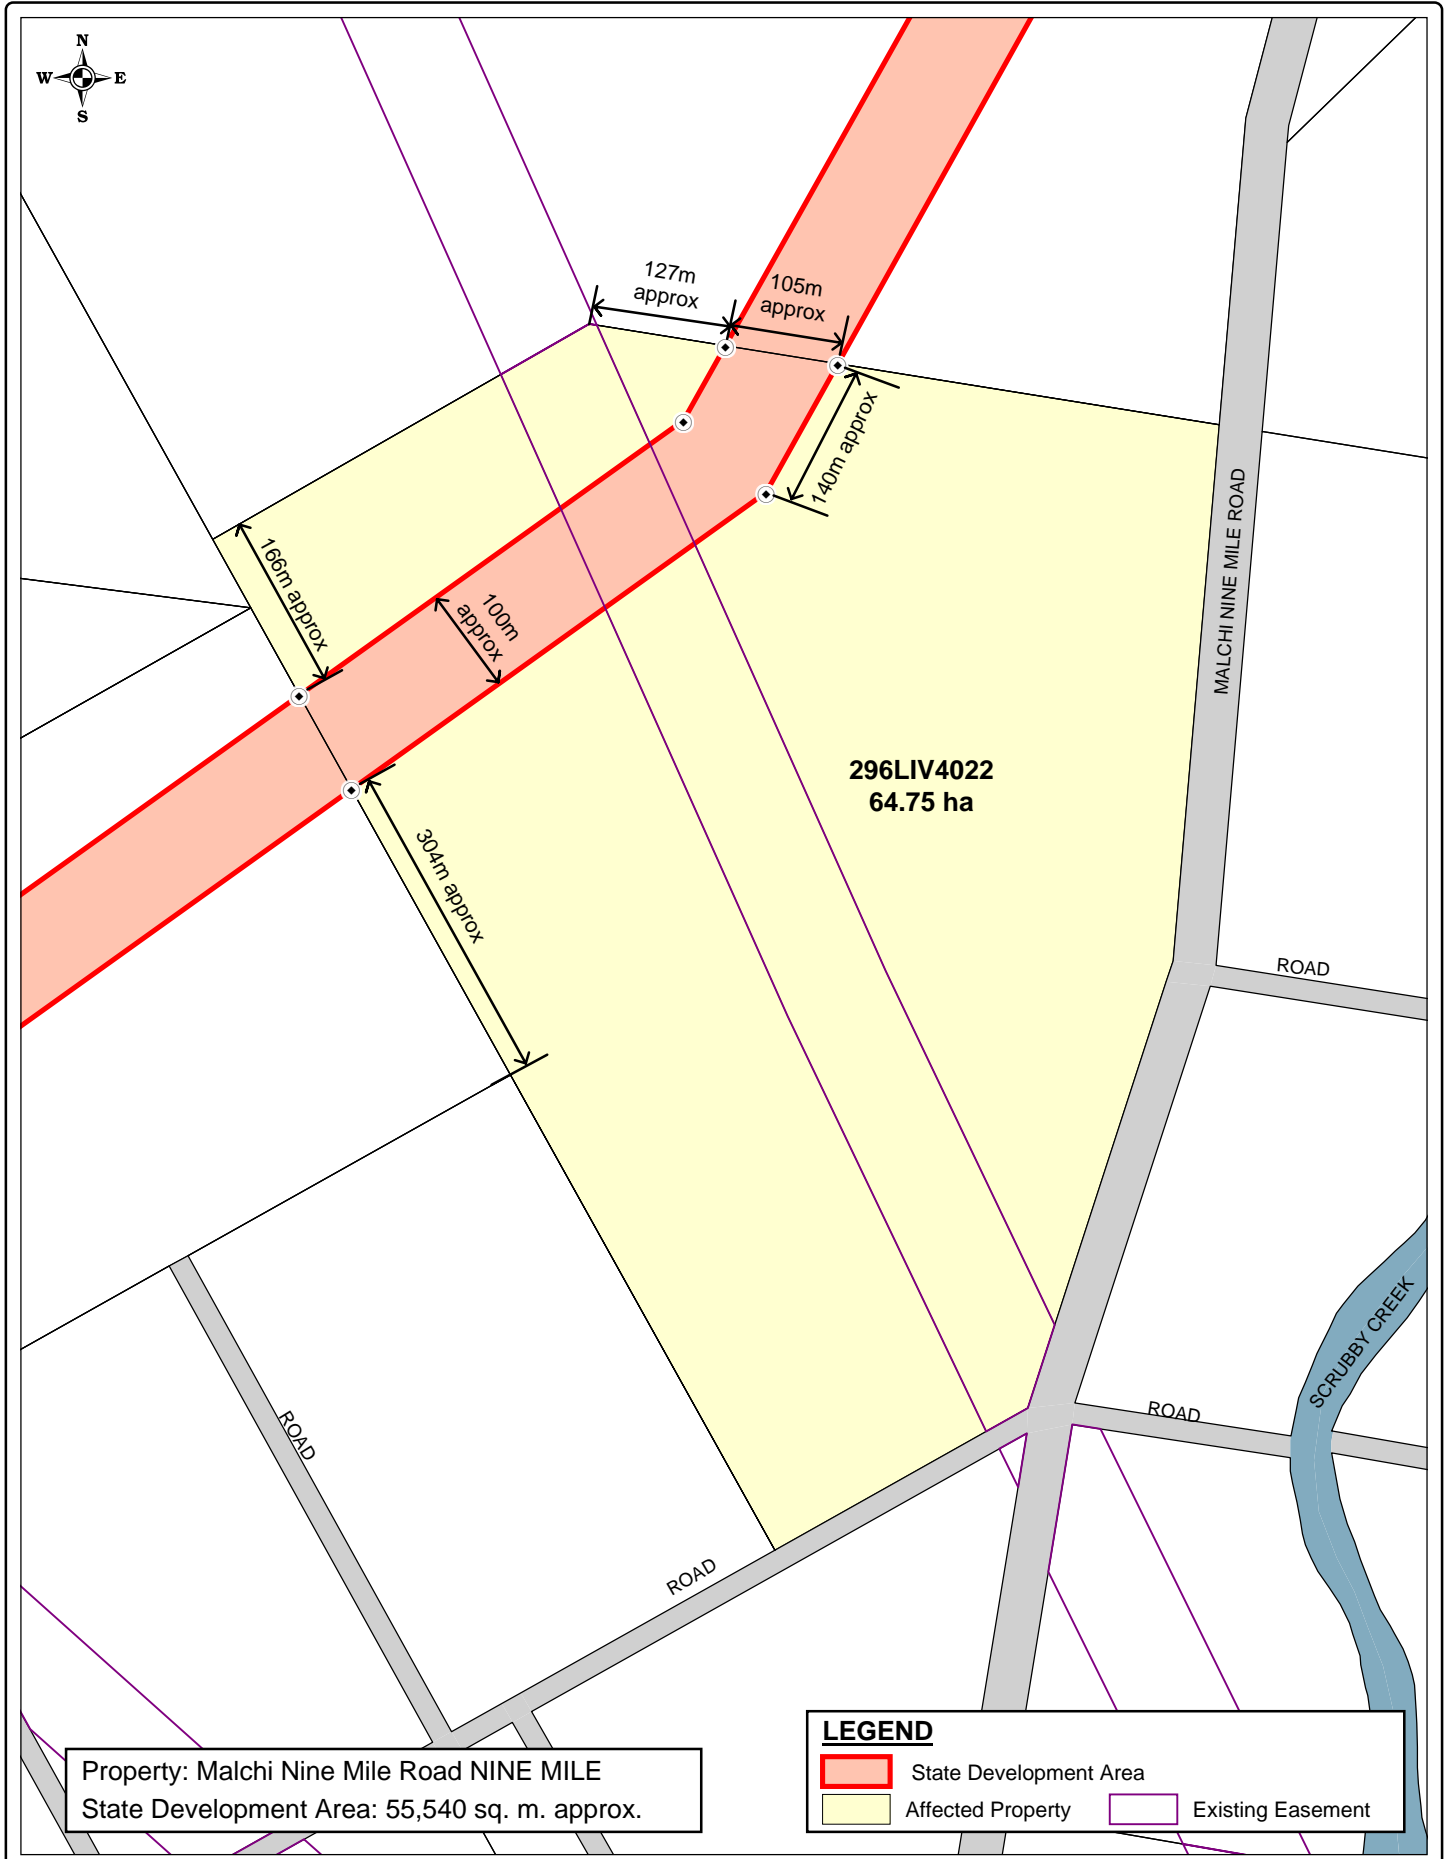 N
W E
S
127m
approx
105m
approx
140m approx
166m approx
100m
approx
MALCHI NINE MILE ROAD
296LIV4022
64.75 ha
304m approx
ROAD
SCRUBBY CREEK
ROAD
ROAD
ROAD
LEGEND
State Development Area
Affected Property
Existing Easement
Property: Malchi Nine Mile Road NINE MILE
State Development Area: 55,540 sq. m. approx.